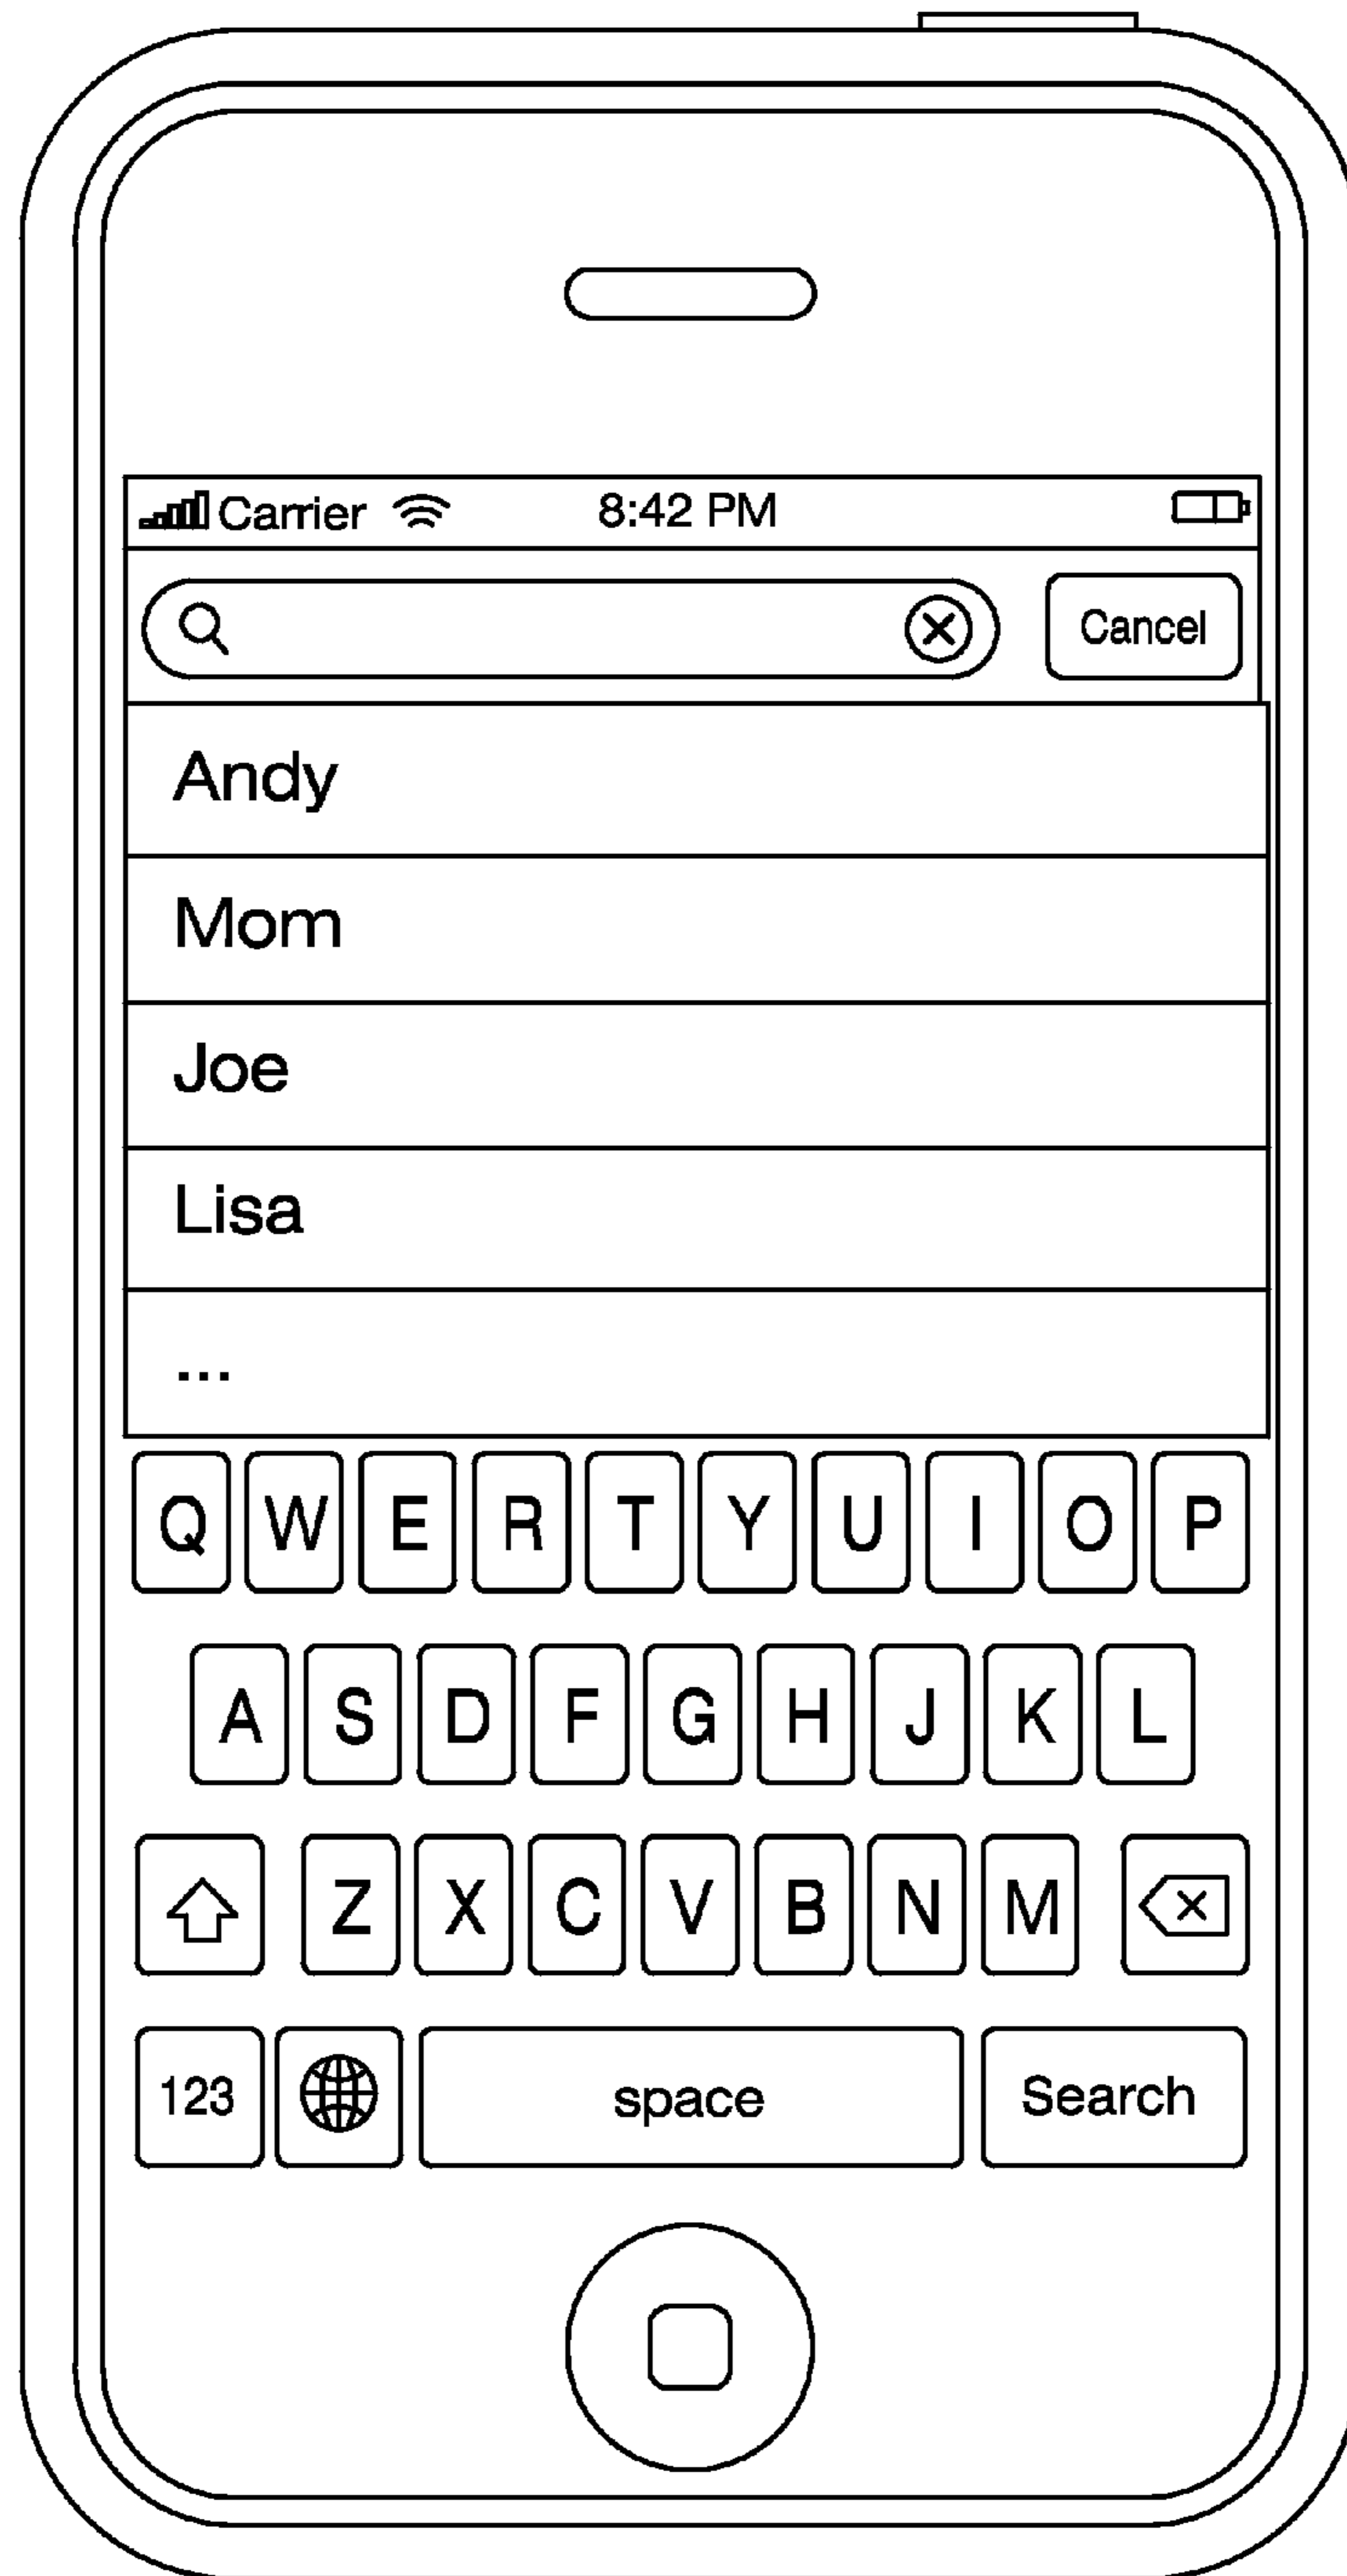 Carrier 8:42 PM
Cancel
Andy
Mom
Joe
Lisa
...
Q W E R T Y U I O P
A S D F G H J K L
Z X C V B N M
123 space Search